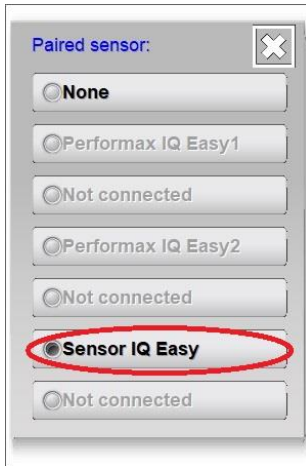 Paired sensor:
None
Performax IQ Easy1
Not connected
Performax IQ Easy2
Not connected
Sensor IQ Easy
Not connected